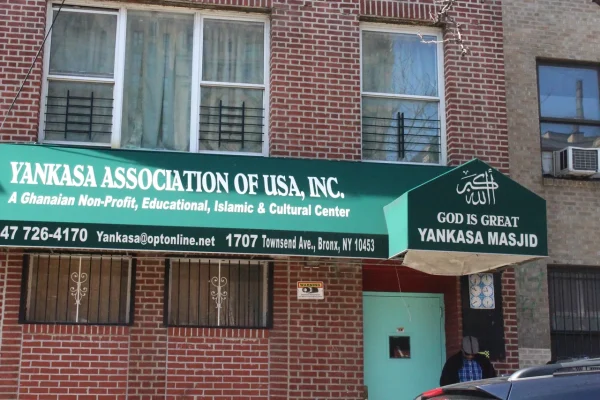 YANKASA ASSOCIATION OF USA, INC.
A Ghanaian Non-Profit, Educational, Islamic & Cultural Center
47 726-4170 Yankasa@optonline.net 1707 Townsend Ave., Bronx, NY 10453
الله أكبر
GOD IS GREAT
YANKASA MASJID